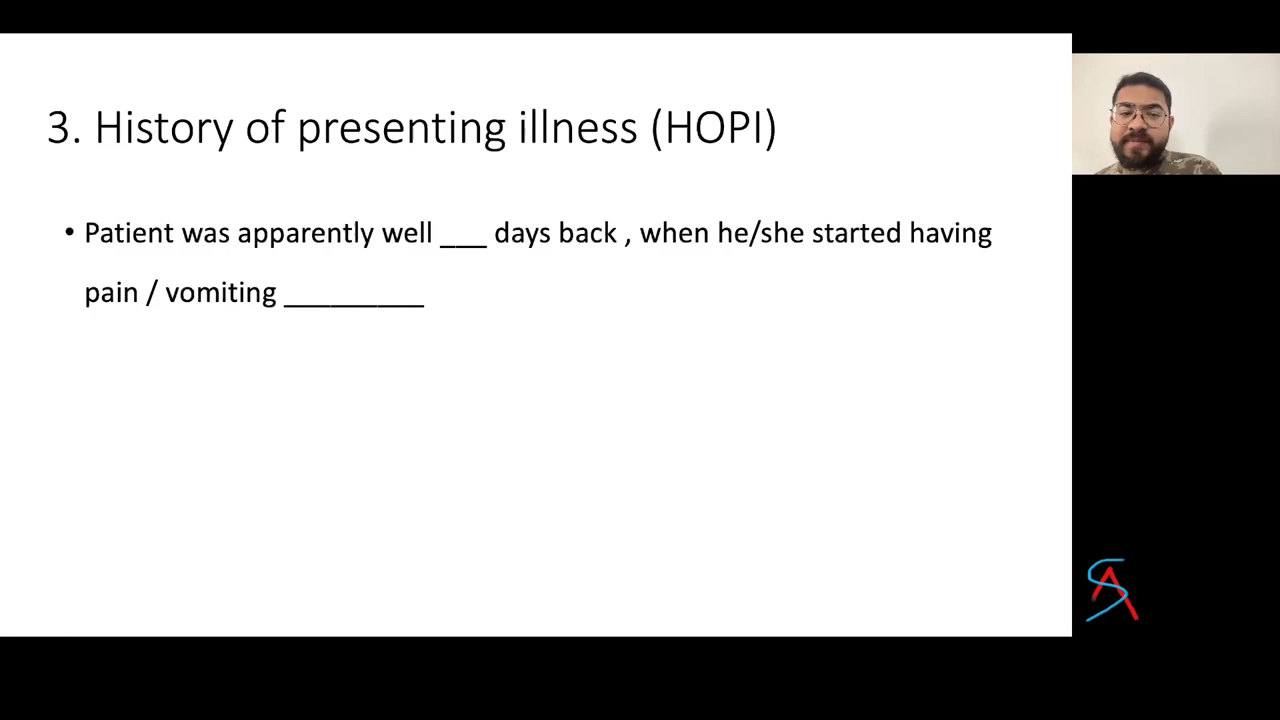 3. History of presenting illness (HOPI)
• Patient was apparently well ___ days back , when he/she started having
pain / vomiting _________
SA